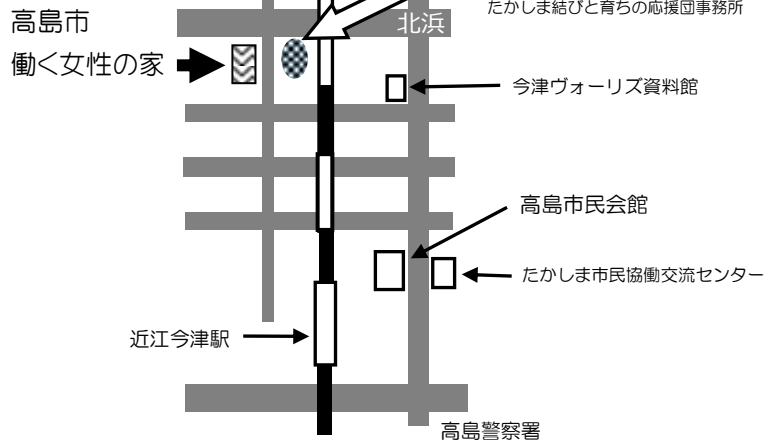 たかしま結びと育ちの応援団事務所
高島市
働く女性の家
北浜
今津ヴォーリズ資料館
高島市民会館
たかしま市民協働交流センター
近江今津駅
高島警察署